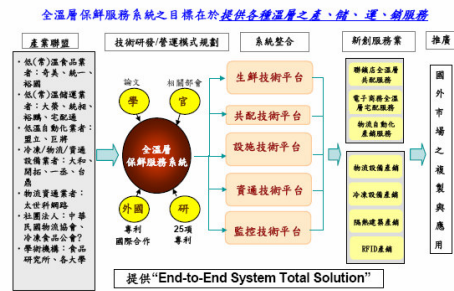 全溫層保鮮服務系統之目標在於提供各種溫層之產、儲、運、銷服務
產業聯盟
技術研發/營運模式規劃
系統整合
新創服務業
推廣
‧低(常)溫食品業
者：奇美、統一、
裕國
‧低(常)溫儲運業
者：大榮、統昶、
裕鵬、宅配通
‧低溫自動化業者：
盟立、巨將
‧冷凍/物流/資通
設備業者：大和、
開拓、一丞、台
鼎
‧物流資通業者：
太世科網路
‧社團法人：中華
民國物流協會、
冷凍食品公會?
‧學術機構：食品
研究所、各大學
論文
相關部會
學
官
全溫層
保鮮服務系統
外國
研
專利
國際合作
25項
專利
生鮮技術平台
共配技術平台
設施技術平台
資通技術平台
監控技術平台
聯鎖店全溫層
共配服務
電子商務全溫
層宅配服務
物流自動化
產銷服務
物流設備產銷
冷凍設備產銷
隔熱建器產銷
RFID產銷
國外市場之複製與應用
提供“End-to-End System Total Solution”